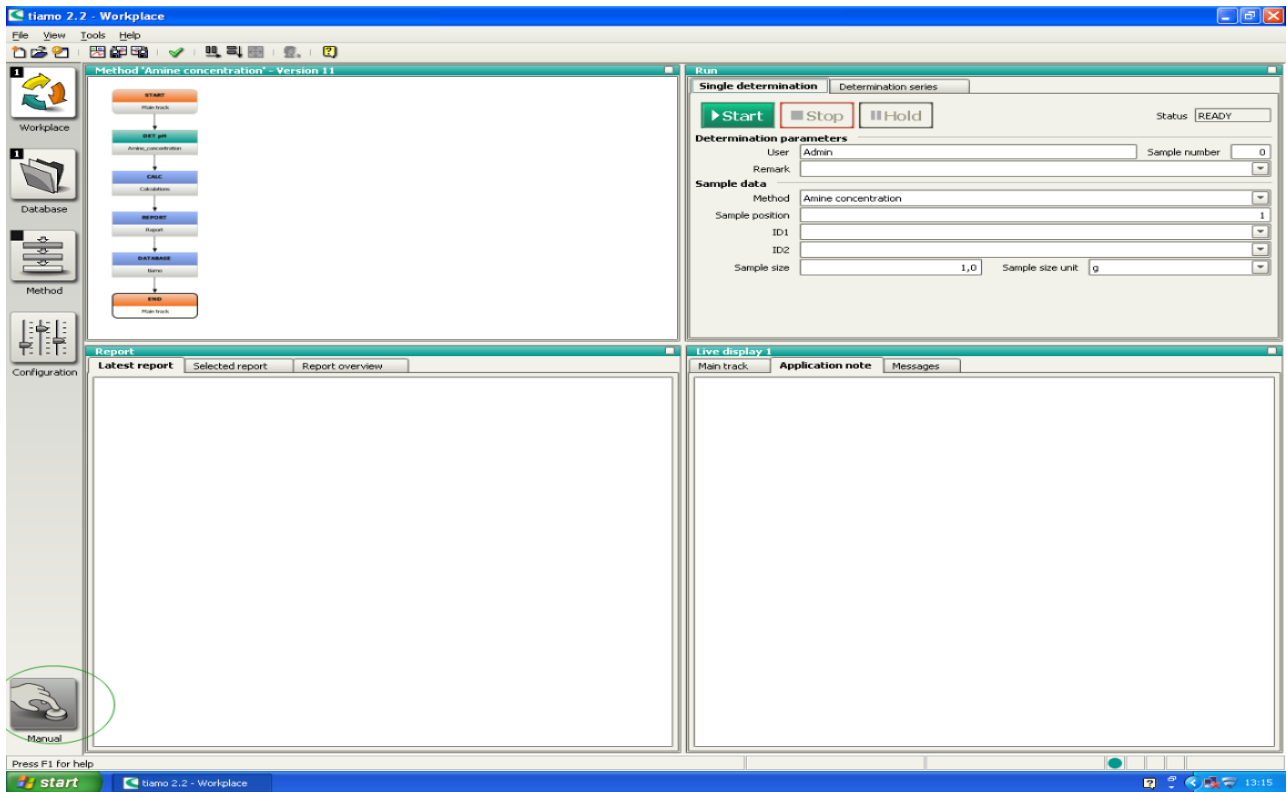 tiamo 2.2 - Workplace
File View Tools Help
1
Workplace
1
Database
Method
Configuration
Manual
Method 'Amine concentration' - Version 11
START
Main track
DET pH
Amine_concentration
CALC
Calculations
REPORT
Report
DATABASE
tiamo
END
Main track
Run
Single determination Determination series
Start Stop Hold Status READY
Determination parameters
User Admin Sample number 0
Remark
Sample data
Method Amine concentration
Sample position 1
ID1
ID2
Sample size 1,0 Sample size unit g
Report
Latest report Selected report Report overview
Live display 1
Main track Application note Messages
Press F1 for help
start tiamo 2.2 - Workplace 13:15